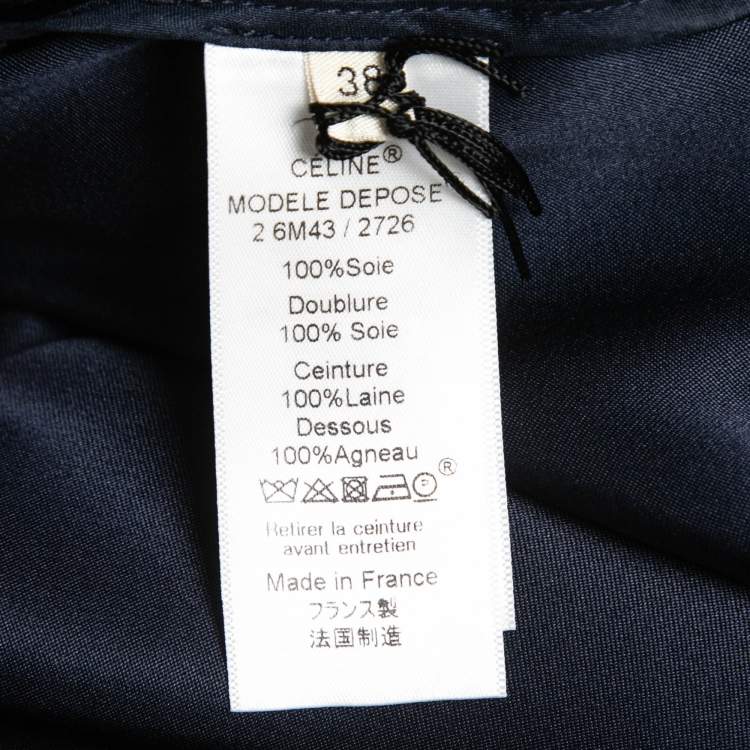 38
CÉLINE®
MODELE DEPOSE
2 6M43 / 2726
100%Soie
Doublure
100% Soie
Ceinture
100%Laine
Dessous
100%Agneau
®
Retirer la ceinture
avant entretien
Made in France
フランス製
法国制造